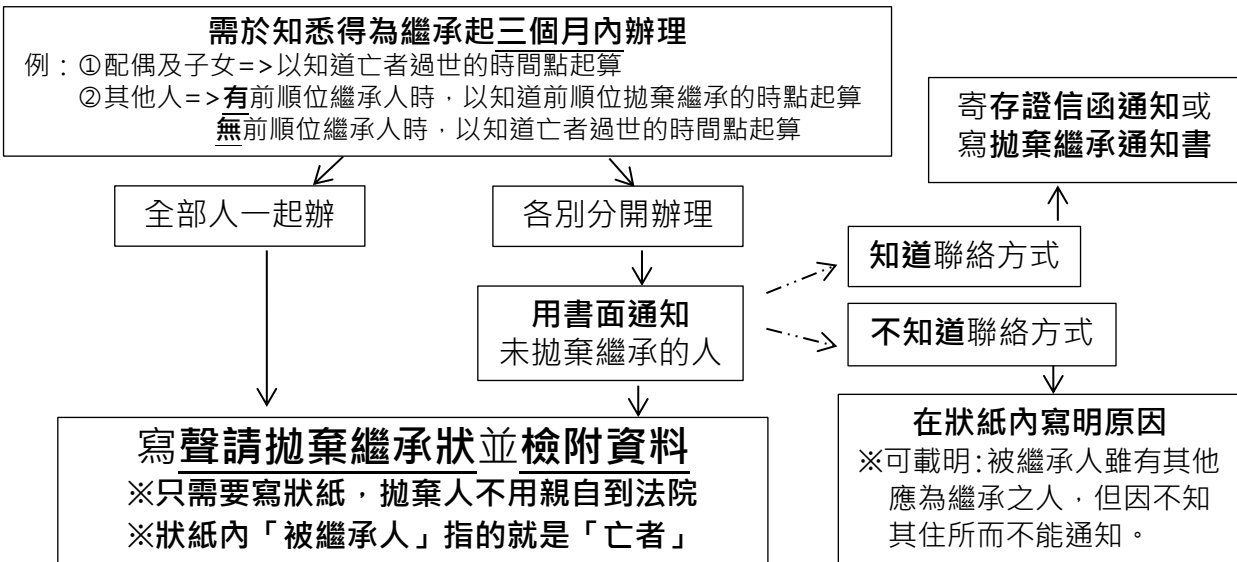 需於知悉得為繼承起三個月內辦理
例：①配偶及子女=>以知道亡者過世的時間點起算
②其他人=>有前順位繼承人時，以知道前順位拋棄繼承的時點起算
無前順位繼承人時，以知道亡者過世的時間點起算
全部人一起辦
各別分開辦理
用書面通知
未拋棄繼承的人
知道聯絡方式
寄存證信函通知或
寫拋棄繼承通知書
不知道聯絡方式
在狀紙內寫明原因
※可載明:被繼承人雖有其他
應為繼承之人，但因不知
其住所而不能通知。
寫聲請拋棄繼承狀並檢附資料
※只需要寫狀紙，拋棄人不用親自到法院
※狀紙內「被繼承人」指的就是「亡者」